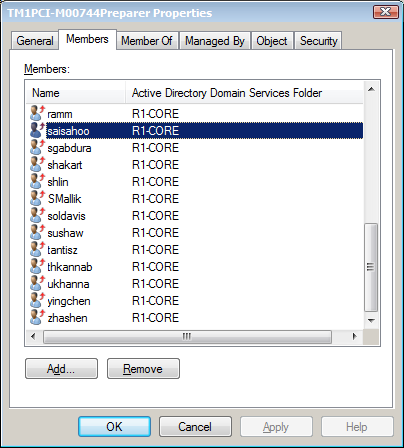 TM1PCI-M00744Preparer Properties
General Members Member Of Managed By Object Security
Members:
Name Active Directory Domain Services Folder
ramm R1-CORE
saisahoo R1-CORE
sgabdura R1-CORE
shakart R1-CORE
shlin R1-CORE
SMallik R1-CORE
soldavis R1-CORE
sushaw R1-CORE
tantisz R1-CORE
thkannab R1-CORE
ukhanna R1-CORE
yingchen R1-CORE
zhashen R1-CORE
Add... Remove
OK Cancel Apply Help